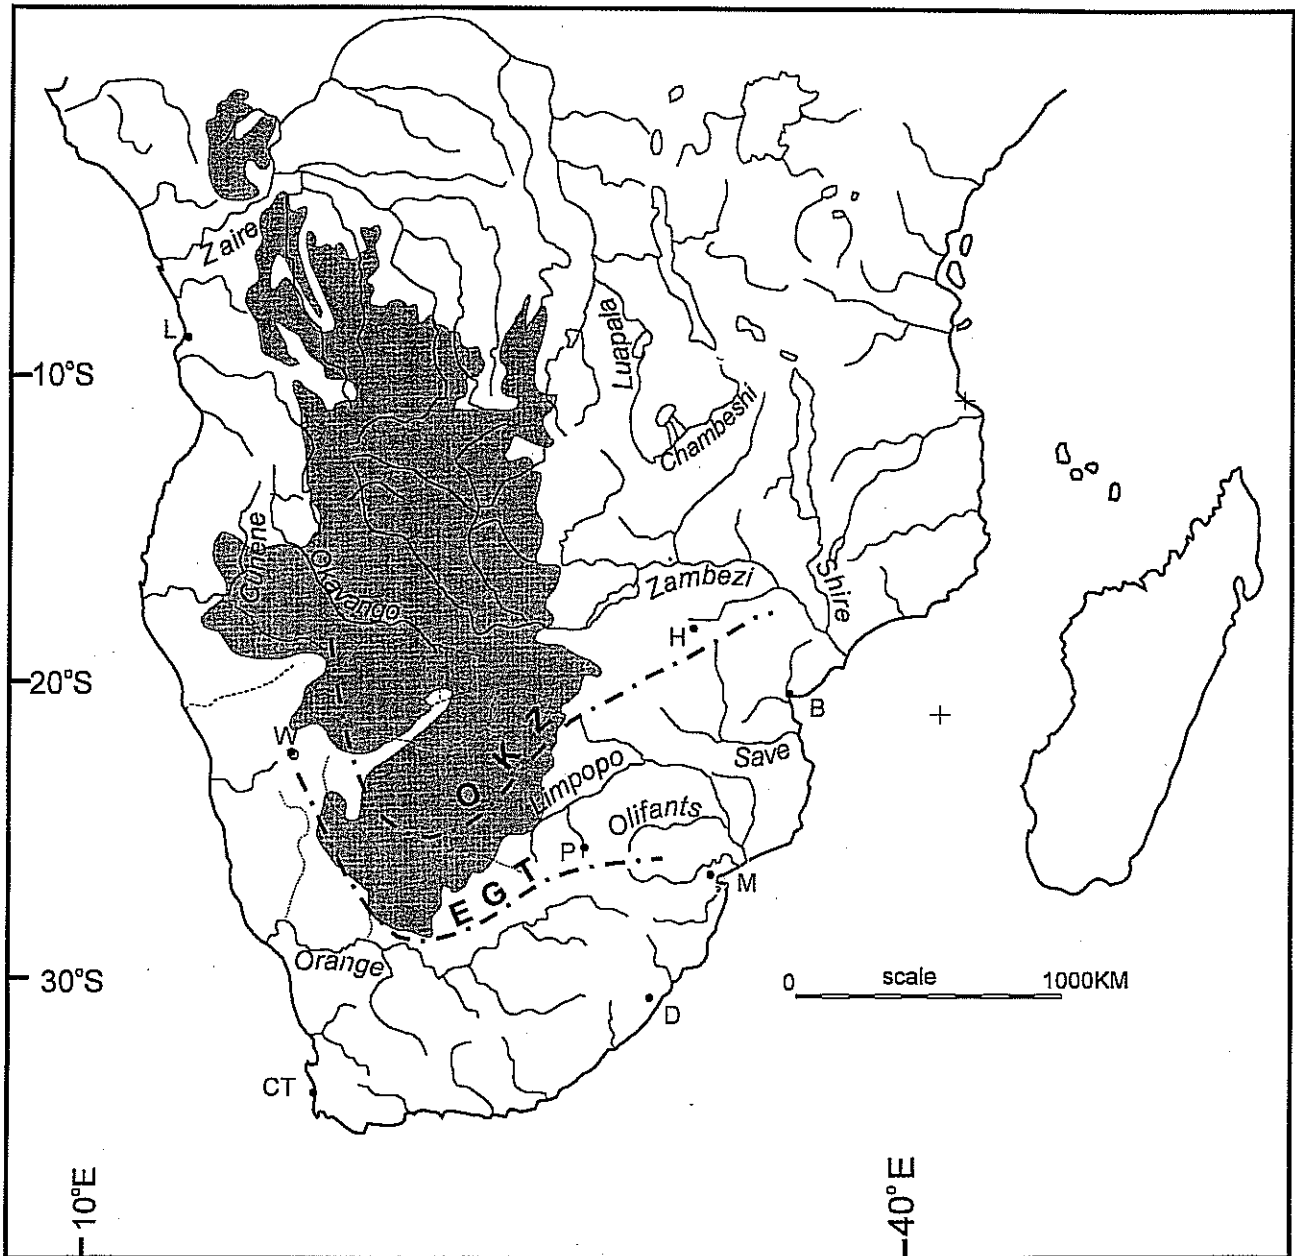 Zaire
L
10°S
Luapala
Chambeshi
Cunene
Okavango
Zambezi
Shire
H
20°S
B
W
O K Z
Save
Limpopo
Olifants
P
M
E G T
Orange
30°S
0 scale 1000KM
D
CT
10°E
40°E